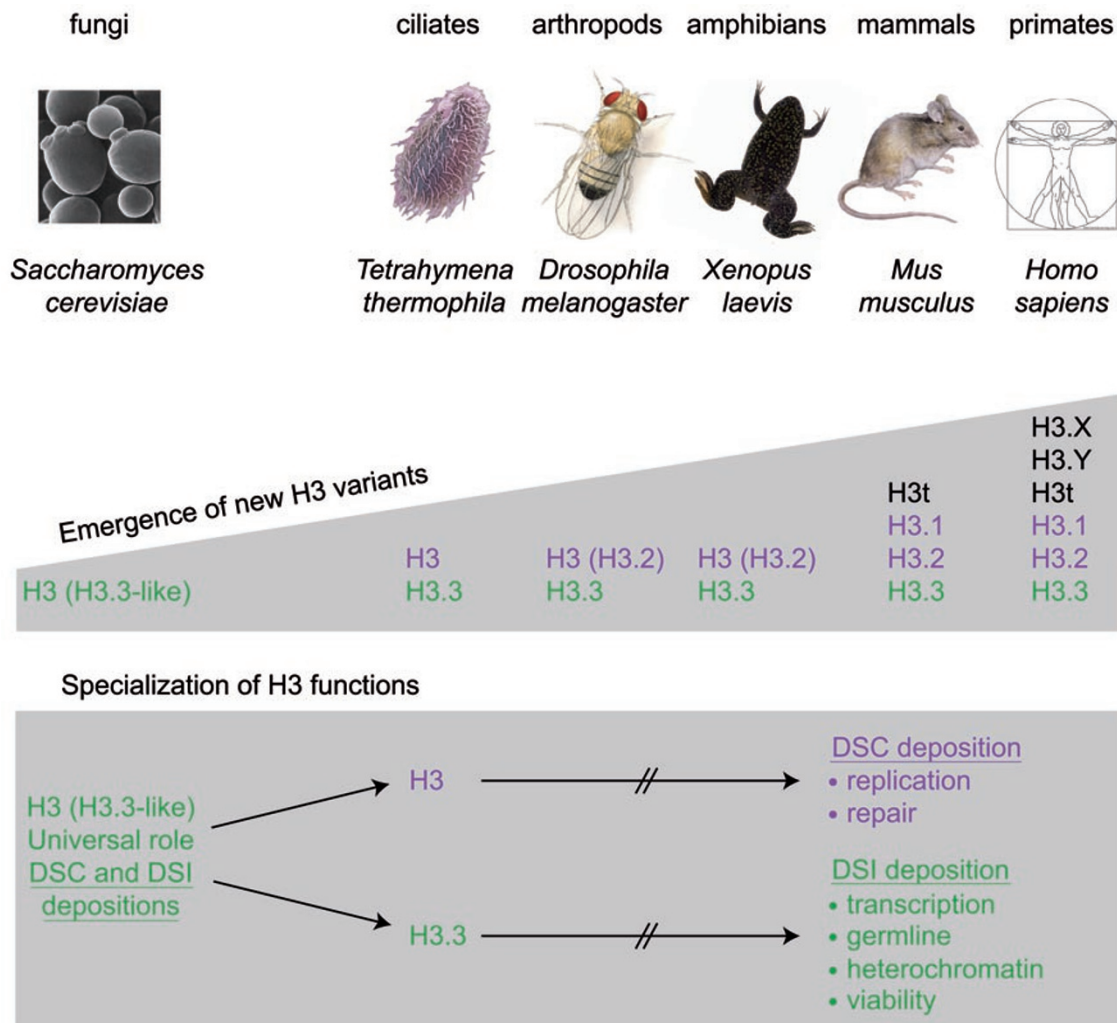 fungi
ciliates
arthropods
amphibians
mammals
primates
Saccharomyces
cerevisiae
Tetrahymena
thermophila
Drosophila
melanogaster
Xenopus
laevis
Mus
musculus
Homo
sapiens
Emergence of new H3 variants
H3.X
H3.Y
H3t H3t
H3.1 H3.1
H3 H3 (H3.2) H3 (H3.2) H3.2 H3.2
H3 (H3.3-like) H3.3 H3.3 H3.3 H3.3 H3.3
Specialization of H3 functions
H3 (H3.3-like)
Universal role
DSC and DSI
depositions
H3
DSC deposition
• replication
• repair
H3.3
DSI deposition
• transcription
• germline
• heterochromatin
• viability